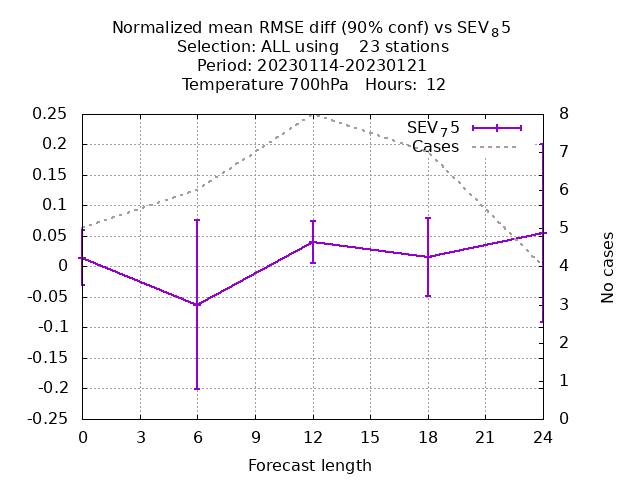 Normalized mean RMSE diff (90% conf) vs SEV₈5
Selection: ALL using    23 stations
Period: 20230114-20230121
Temperature 700hPa   Hours:  12
SEV₇5
Cases
0.25
0.2
0.15
0.1
0.05
0
-0.05
-0.1
-0.15
-0.2
-0.25
8
7
6
5
4
3
2
1
0
No cases
0 3 6 9 12 15 18 21 24
Forecast length